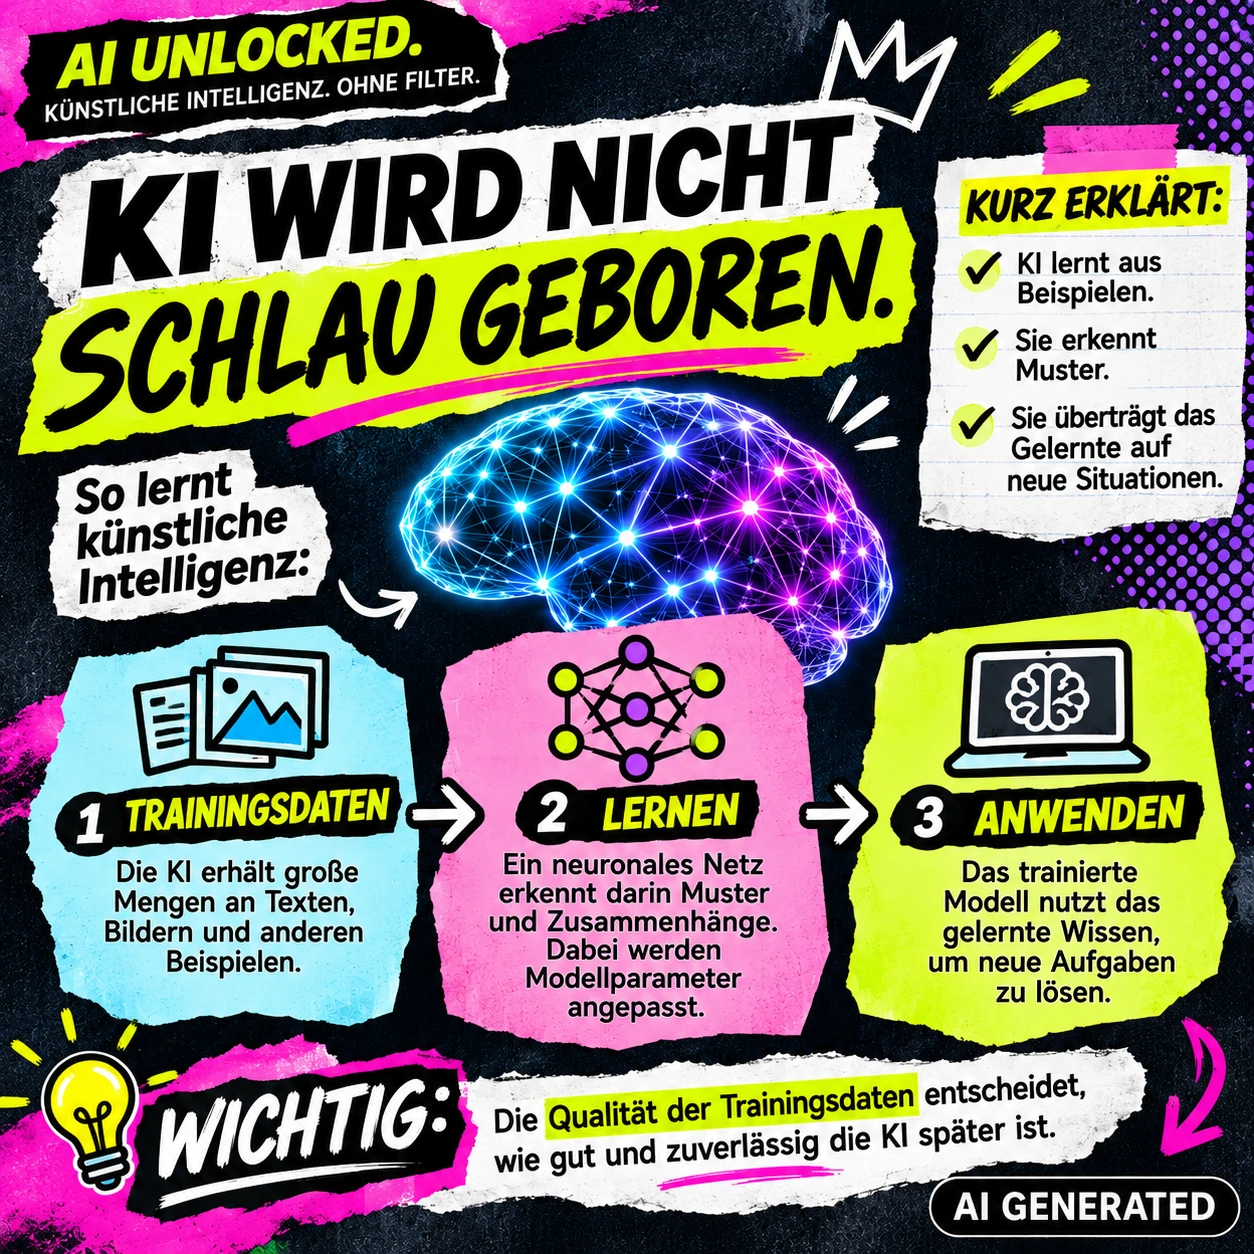 AI UNLOCKED.
KÜNSTLICHE INTELLIGENZ. OHNE FILTER.
KI WIRD NICHT
SCHLAU GEBOREN.
KURZ ERKLÄRT:
KI lernt aus
Beispielen.
Sie erkennt
Muster.
Sie überträgt das
Gelernte auf
neue Situationen.
So lernt
künstliche
Intelligenz:
1 TRAININGSDATEN
Die KI erhält große
Mengen an Texten,
Bildern und anderen
Beispielen.
2 LERNEN
Ein neuronales Netz
erkennt darin Muster
und Zusammenhänge.
Dabei werden
Modellparameter
angepasst.
3 ANWENDEN
Das trainierte
Modell nutzt das
gelernte Wissen,
um neue Aufgaben
zu lösen.
WICHTIG:
Die Qualität der Trainingsdaten entscheidet,
wie gut und zuverlässig die KI später ist.
AI GENERATED